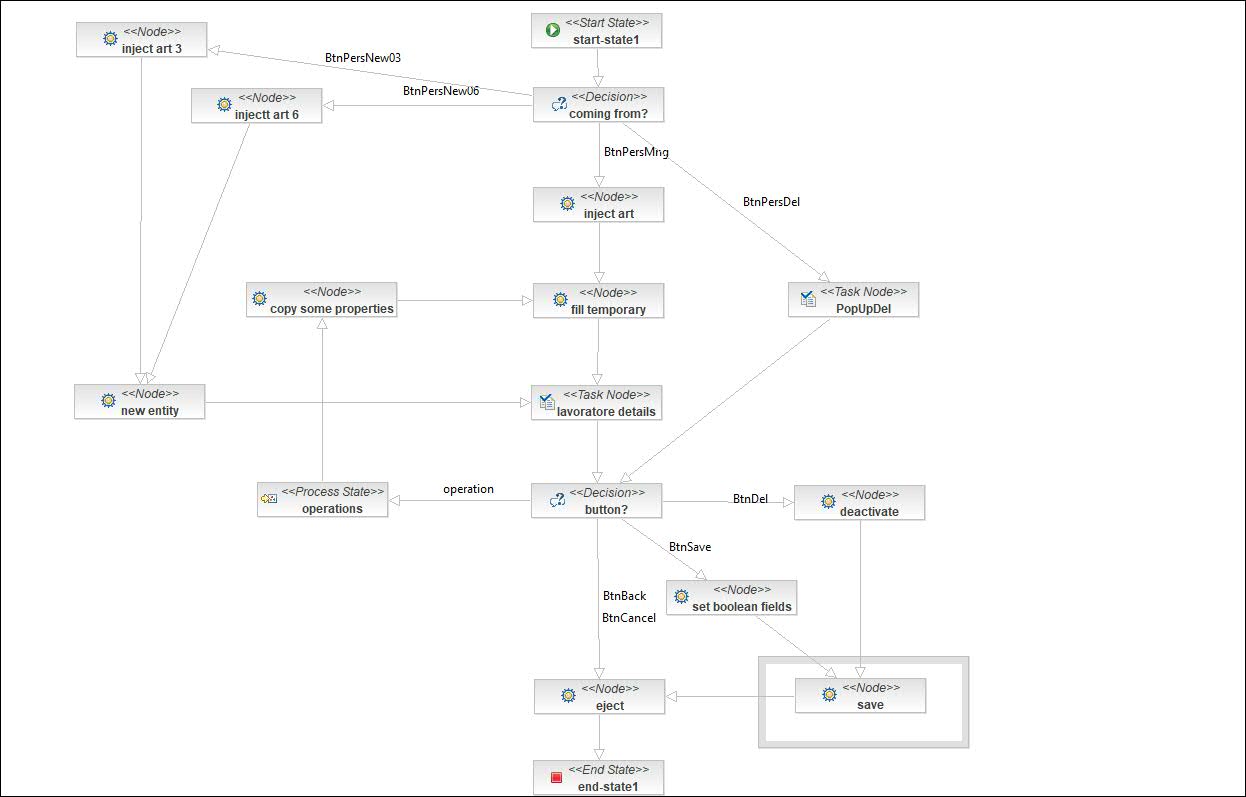 <<Node>>
inject art 3
<<Start State>>
start-state1
BtnPersNew03
BtnPersNew06
<<Node>>
injectt art 6
<<Decision>>
coming from?
BtnPersMng
<<Node>>
inject art
BtnPersDel
<<Node>>
copy some properties
<<Node>>
fill temporary
<<Task Node>>
PopUpDel
<<Node>>
new entity
<<Task Node>>
lavoratore details
<<Process State>>
operations
operation
<<Decision>>
button?
BtnDel
<<Node>>
deactivate
BtnSave
BtnBack
BtnCancel
<<Node>>
set boolean fields
<<Node>>
eject
<<Node>>
save
<<End State>>
end-state1